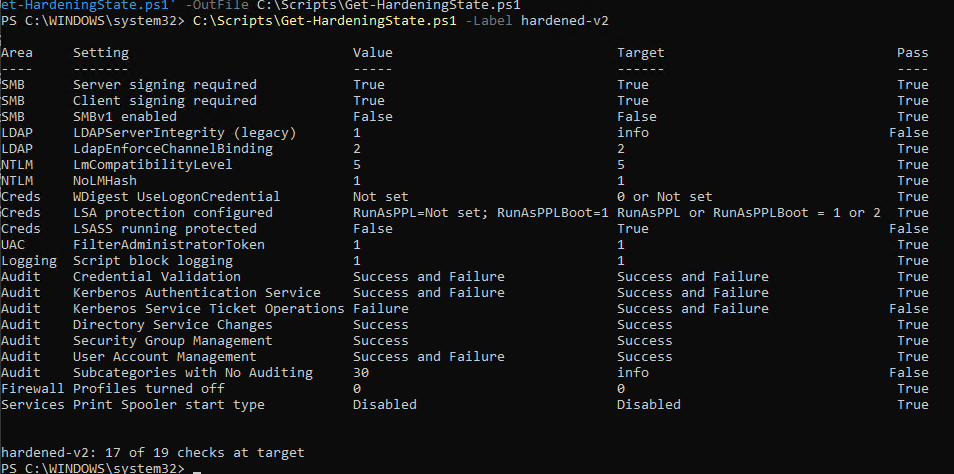 et-HardeningState.ps1' -OutFile C:\Scripts\Get-HardeningState.ps1
PS C:\WINDOWS\system32> C:\Scripts\Get-HardeningState.ps1 -Label hardened-v2
Area Setting Value Target Pass
---- ------- ----- ------ ----
SMB Server signing required True True True
SMB Client signing required True True True
SMB SMBv1 enabled False False True
LDAP LDAPServerIntegrity (legacy) 1 info False
LDAP LdapEnforceChannelBinding 2 2 True
NTLM LmCompatibilityLevel 5 5 True
NTLM NoLMHash 1 1 True
Creds WDigest UseLogonCredential Not set 0 or Not set True
Creds LSA protection configured RunAsPPL=Not set; RunAsPPLBoot=1 RunAsPPL or RunAsPPLBoot = 1 or 2 True
Creds LSASS running protected False True False
UAC FilterAdministratorToken 1 1 True
Logging Script block logging 1 1 True
Audit Credential Validation Success and Failure Success and Failure True
Audit Kerberos Authentication Service Success and Failure Success and Failure True
Audit Kerberos Service Ticket Operations Failure Success and Failure False
Audit Directory Service Changes Success Success True
Audit Security Group Management Success Success True
Audit User Account Management Success and Failure Success True
Audit Subcategories with No Auditing 30 info False
Firewall Profiles turned off 0 0 True
Services Print Spooler start type Disabled Disabled True
hardened-v2: 17 of 19 checks at target
PS C:\WINDOWS\system32> _